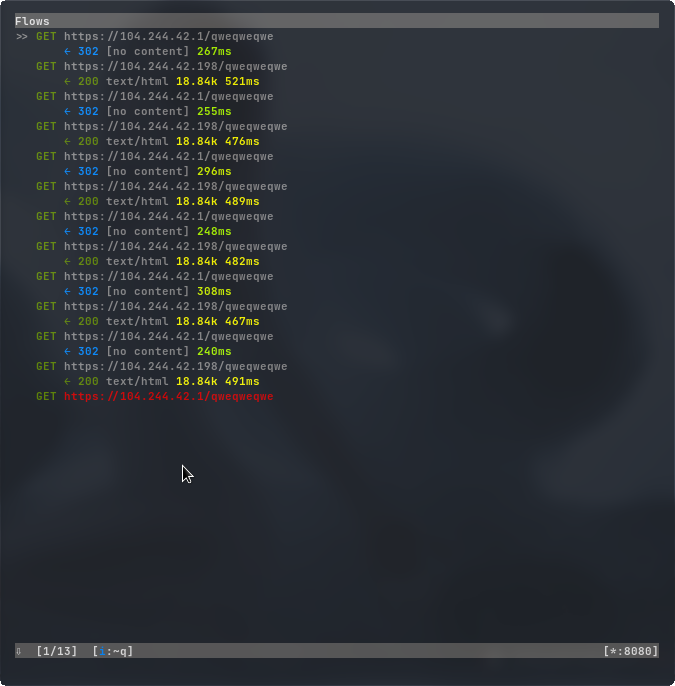 Flows
>> GET https://104.244.42.1/qweqweqwe
← 302 [no content] 267ms
GET https://104.244.42.198/qweqweqwe
← 200 text/html 18.84k 521ms
GET https://104.244.42.1/qweqweqwe
← 302 [no content] 255ms
GET https://104.244.42.198/qweqweqwe
← 200 text/html 18.84k 476ms
GET https://104.244.42.1/qweqweqwe
← 302 [no content] 296ms
GET https://104.244.42.198/qweqweqwe
← 200 text/html 18.84k 489ms
GET https://104.244.42.1/qweqweqwe
← 302 [no content] 248ms
GET https://104.244.42.198/qweqweqwe
← 200 text/html 18.84k 482ms
GET https://104.244.42.1/qweqweqwe
← 302 [no content] 308ms
GET https://104.244.42.198/qweqweqwe
← 200 text/html 18.84k 467ms
GET https://104.244.42.1/qweqweqwe
← 302 [no content] 240ms
GET https://104.244.42.198/qweqweqwe
← 200 text/html 18.84k 491ms
GET https://104.244.42.1/qweqweqwe
⇩ [1/13] [i:~q] [*:8080]